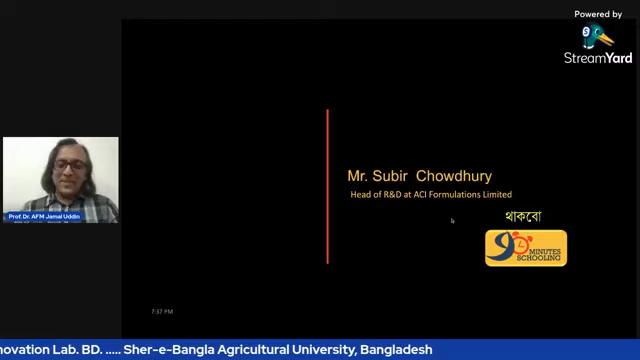 Powered by
StreamYard
Mr. Subir Chowdhury
Head of R&D at ACI Formulations Limited
থাকবো
90 MINUTES
SCHOOLING
Prof. Dr. AFM Jamal Uddin
7:37 PM
novation Lab. BD. ..... Sher-e-Bangla Agricultural University, Bangladesh